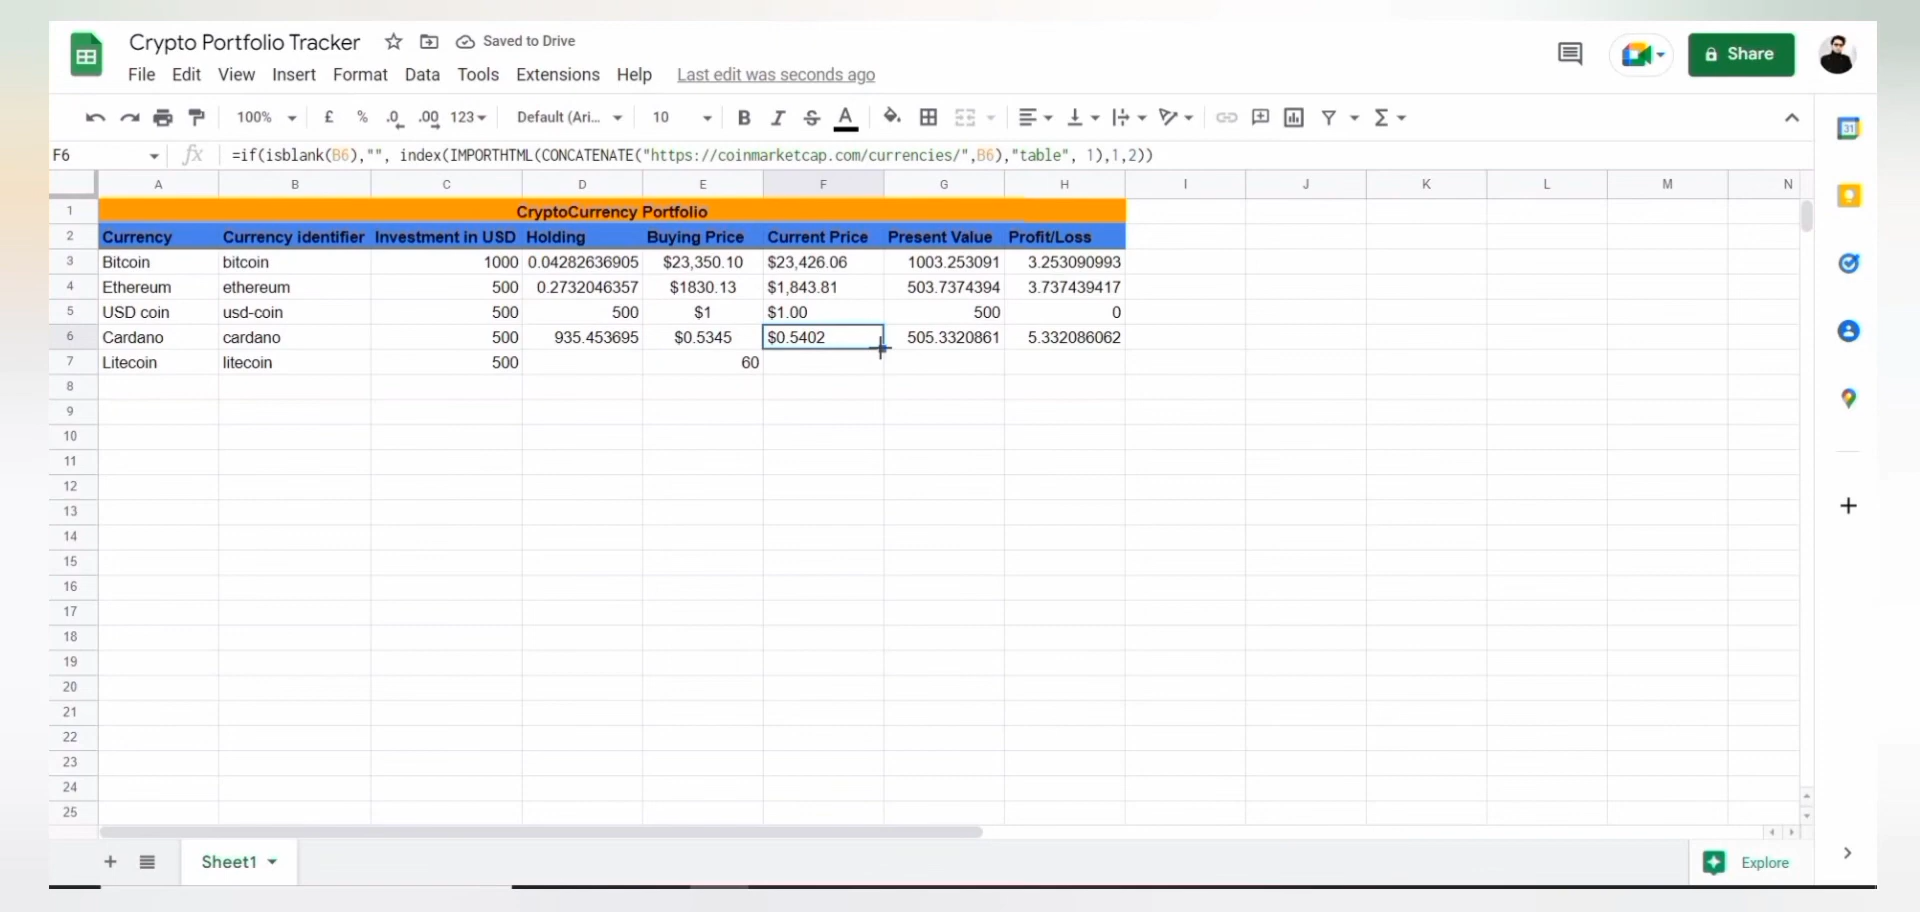 Crypto Portfolio Tracker Saved to Drive
File Edit View Insert Format Data Tools Extensions Help Last edit was seconds ago
Share
100% £ % .0 .00 123 Default (Ari... 10 B I S A Σ
31
F6 fx =if(isblank(B6),"", index(IMPORTHTML(CONCATENATE("https://coinmarketcap.com/currencies/",B6),"table", 1),1,2))
A B C D E F G H I J K L M N
1 CryptoCurrency Portfolio
2 Currency Currency identifier Investment in USD Holding Buying Price Current Price Present Value Profit/Loss
3 Bitcoin bitcoin 1000 0.04282636905 $23,350.10 $23,426.06 1003.253091 3.253090993
4 Ethereum ethereum 500 0.2732046357 $1830.13 $1,843.81 503.7374394 3.737439417
5 USD coin usd-coin 500 500 $1 $1.00 500 0
6 Cardano cardano 500 935.453695 $0.5345 $0.5402 505.3320861 5.332086062
7 Litecoin litecoin 500 60
8
9
10
11
12
13
14
15
16
17
18
19
20
21
22
23
24
25
Sheet1 Explore